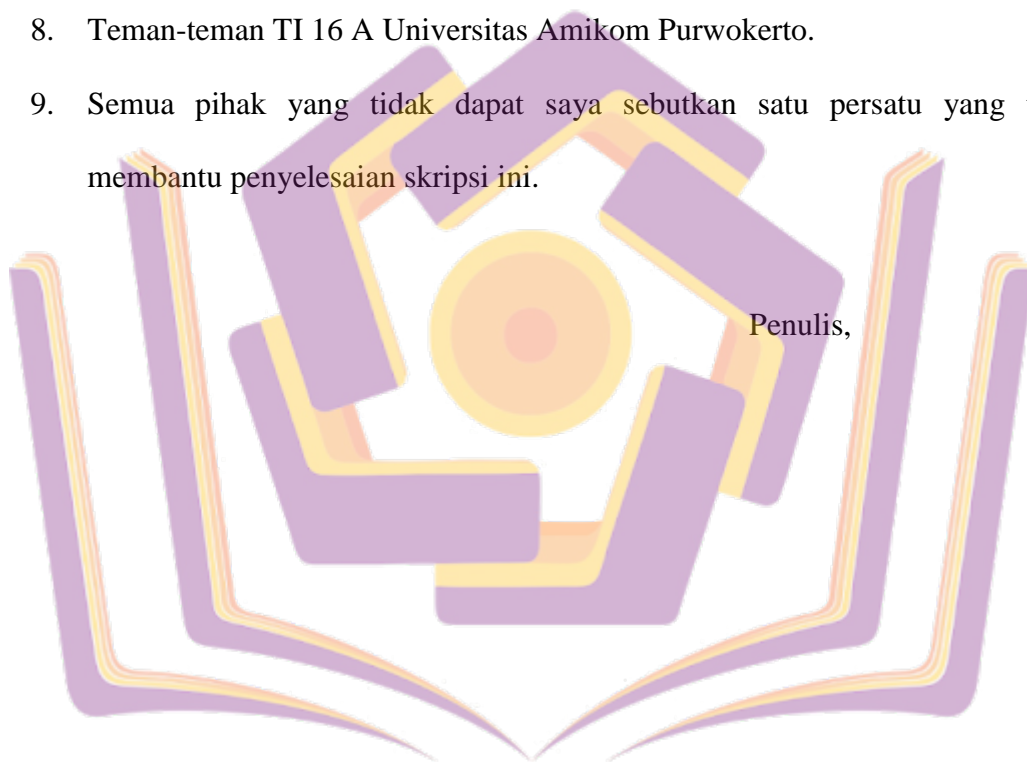 8. Teman-teman TI 16 A Universitas Amikom Purwokerto.
9. Semua pihak yang tidak dapat saya sebutkan satu persatu yang
membantu penyelesaian skripsi ini.
Penulis,